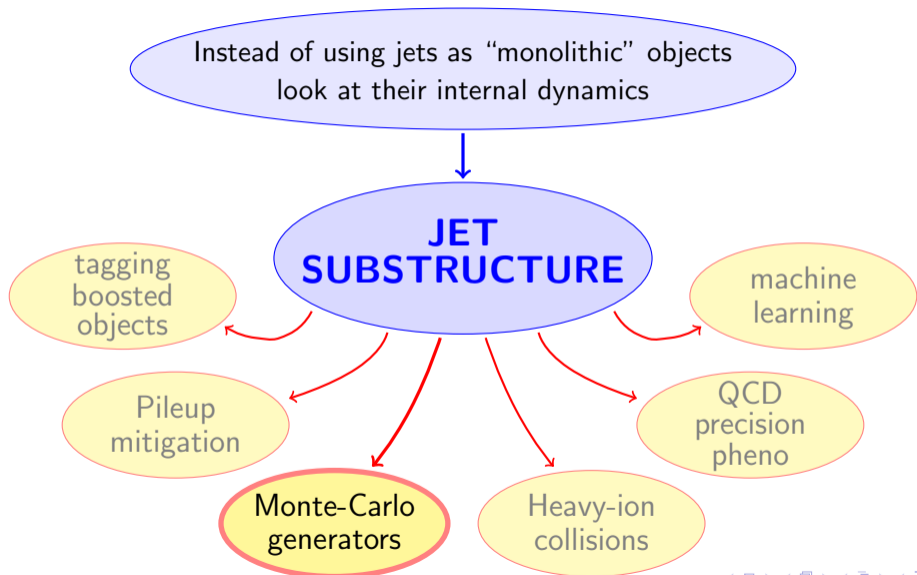 Instead of using jets as “monolithic” objects
look at their internal dynamics
JET
SUBSTRUCTURE
tagging
boosted
objects
machine
learning
Pileup
mitigation
QCD
precision
pheno
Monte-Carlo
generators
Heavy-ion
collisions